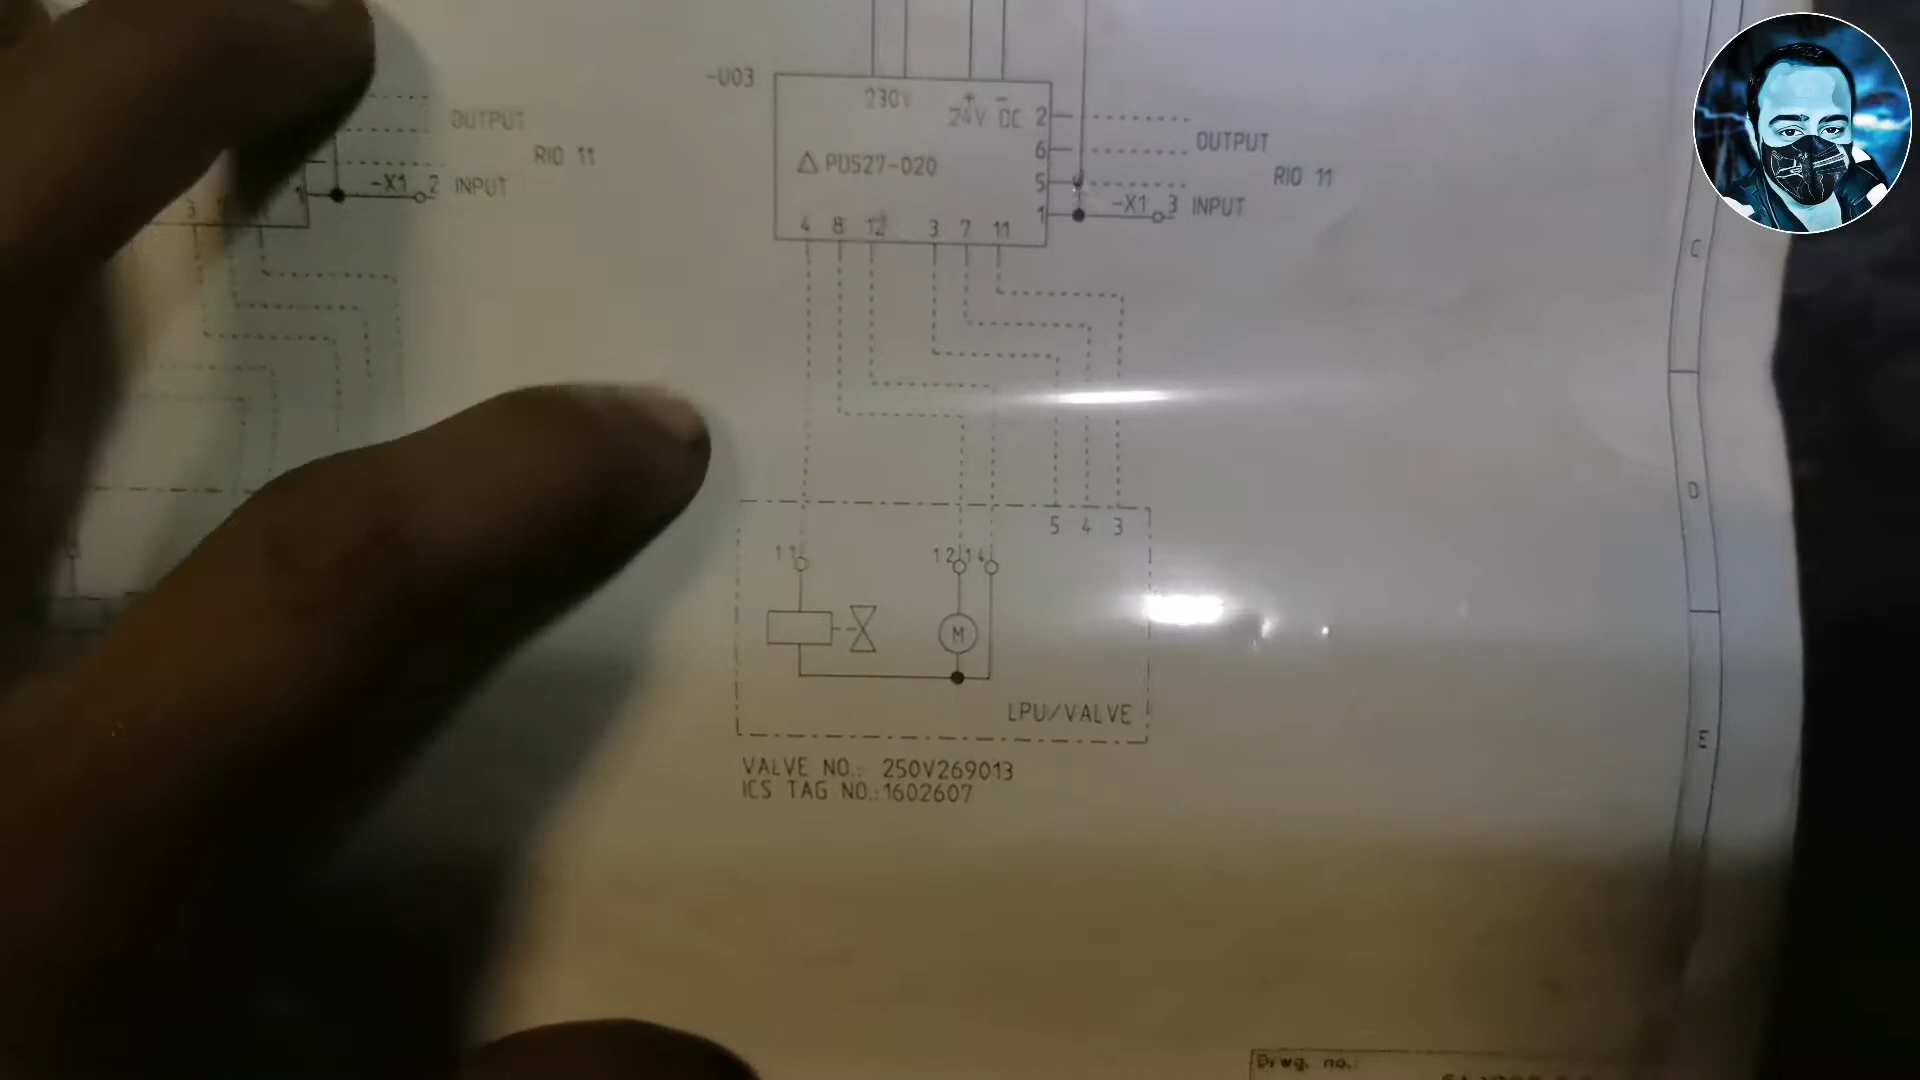 OUTPUT
RIO 11
-X1 2 INPUT
3
1
-U03
230V
+ -
24V DC
2
OUTPUT
6
RIO 11
5
1
-X1 3 INPUT
PU527-020
4 8 12 3 7 11
5 4 3
11
12 14
M
LPU/VALVE
VALVE NO.: 250V269013
ICS TAG NO.:1602607
C
D
E
Drwg. no.: